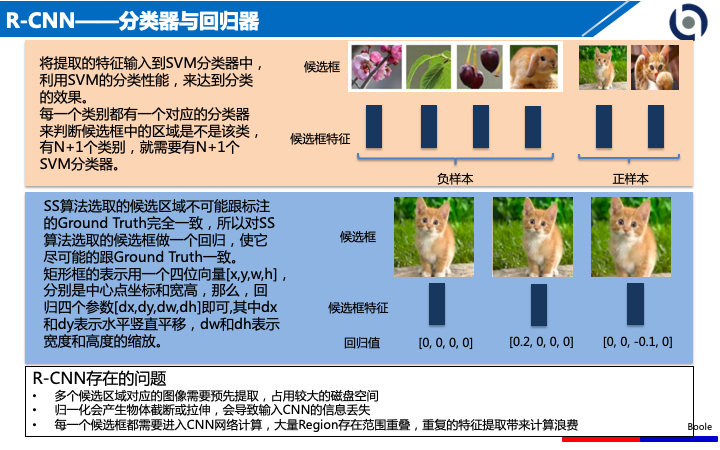 R-CNN——分类器与回归器
将提取的特征输入到SVM分类器中，
利用SVM的分类性能，来达到分类
的效果。
每一个类别都有一个对应的分类器
来判断候选框中的区域是不是该类，
有N+1个类别，就需要有N+1个
SVM分类器。
候选框
候选框特征
负样本
正样本
SS算法选取的候选区域不可能跟标注
的Ground Truth完全一致，所以对SS
算法选取的候选框做一个回归，使它
尽可能的跟Ground Truth一致。
矩形框的表示用一个四位向量[x,y,w,h]，
分别是中心点坐标和宽高，那么，回
归四个参数[dx,dy,dw,dh]即可,其中dx
和dy表示水平竖直平移，dw和dh表示
宽度和高度的缩放。
候选框
候选框特征
回归值
[0, 0, 0, 0]
[0.2, 0, 0, 0]
[0, 0, -0.1, 0]
R-CNN存在的问题
• 多个候选区域对应的图像需要预先提取，占用较大的磁盘空间
• 归一化会产生物体截断或拉伸，会导致输入CNN的信息丢失
• 每一个候选框都需要进入CNN网络计算，大量Region存在范围重叠，重复的特征提取带来计算浪费
Boole